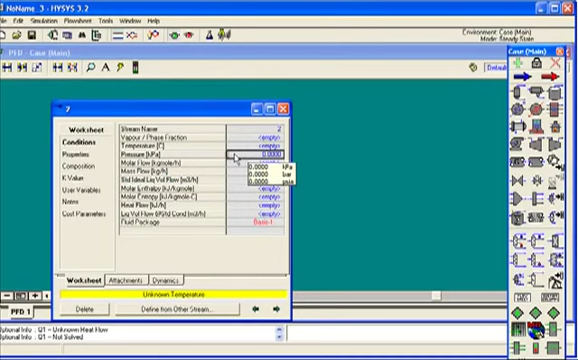 NoName_3 - HYSYS 3.2
File Edit Simulation Flowsheet Tools Window Help
Environment: Case (Main)
Mode: Steady State
PFD - Case (Main)
Case (Main)
2
Worksheet
Conditions
Properties
Composition
K Value
User Variables
Notes
Cost Parameters
Stream Name 2
Vapour / Phase Fraction <empty>
Temperature [C] <empty>
Pressure [kPa] 0.0000
Molar Flow [kgmole/h]
Mass Flow [kg/h]
Std Ideal Liq Vol Flow [m3/h]
Molar Enthalpy [kJ/kgmole] <empty>
Molar Entropy [kJ/kgmole-C] <empty>
Heat Flow [kJ/h] <empty>
Liq Vol Flow @Std Cond [m3/h] <empty>
Fluid Package Basis-1
0.0000 kPa
0.0000 bar
0.0000 psia
Worksheet Attachments Dynamics
Unknown Temperature
Delete Define from Other Stream...
PFD 1
Optional Info : Q1 -- Unknown Heat Flow
Optional Info : Q1 -- Not Solved